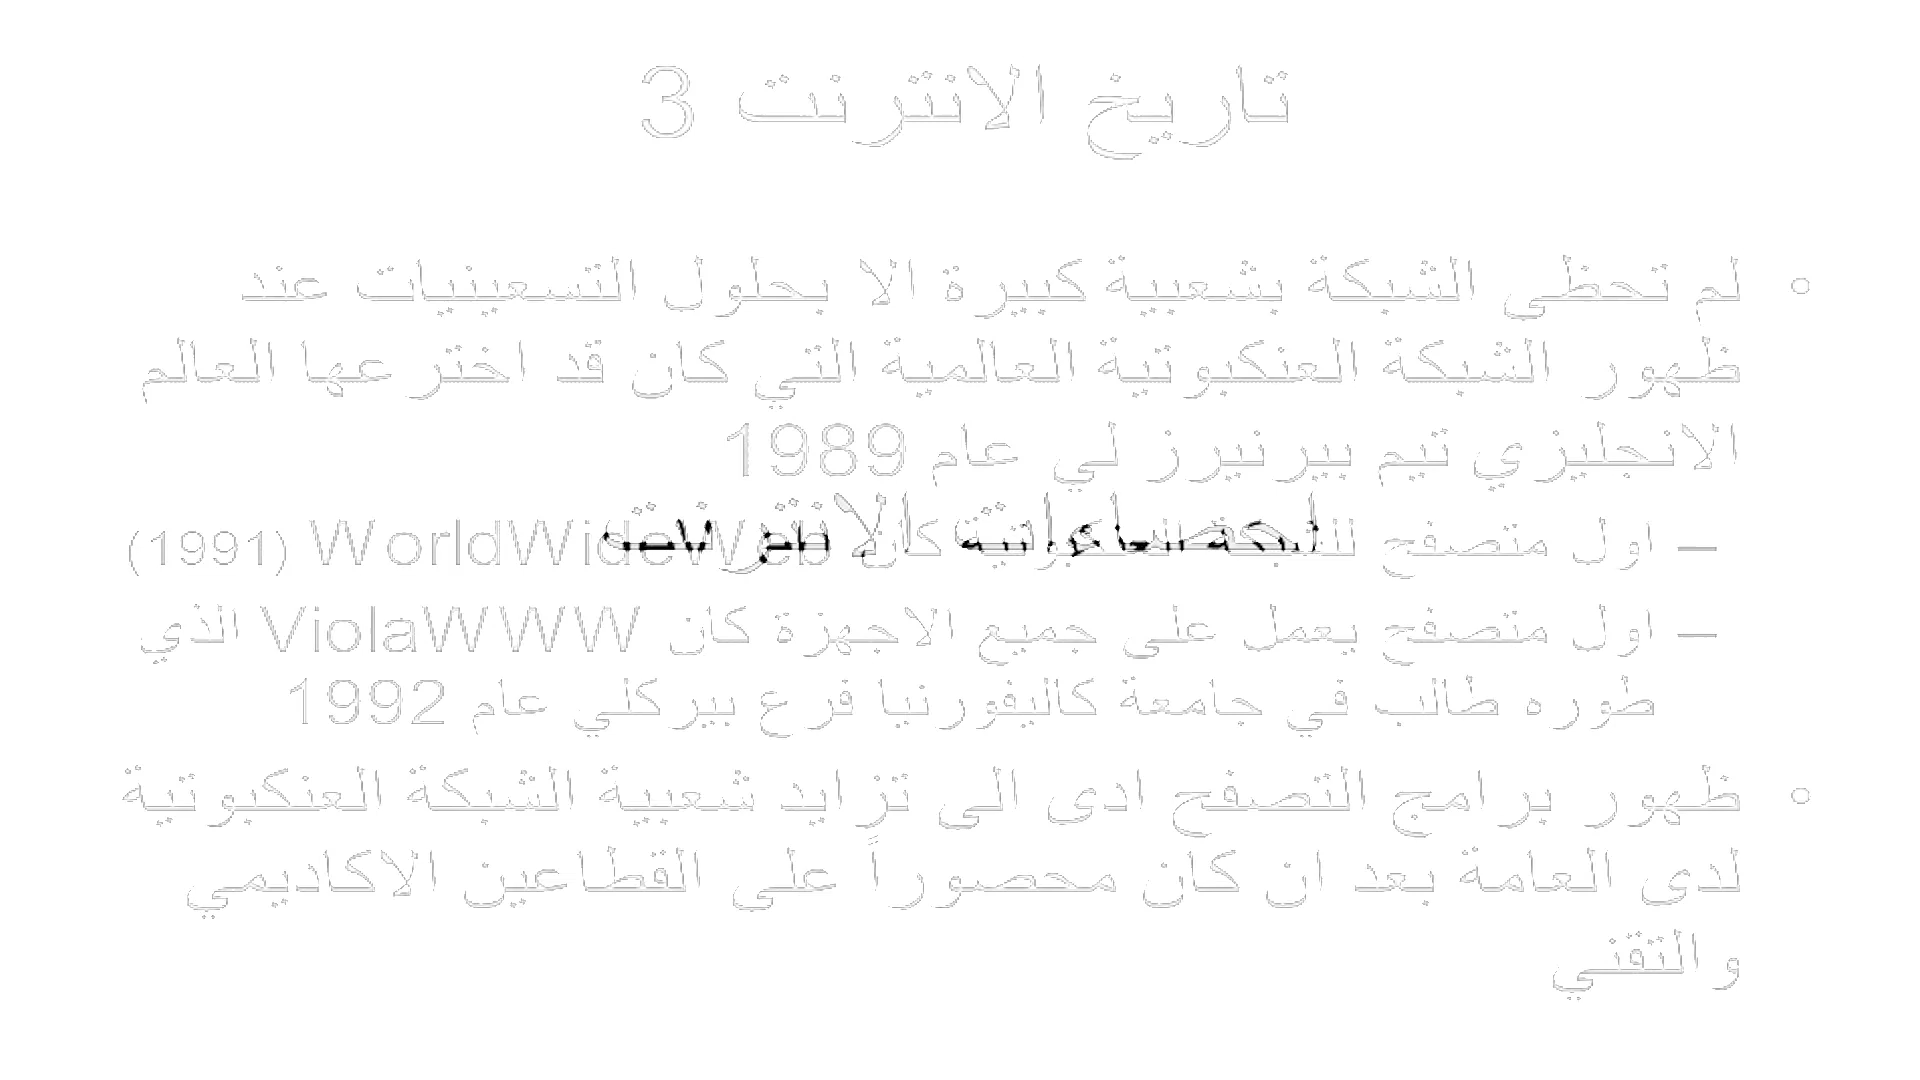 تاريخ الانترنت 3
• لم تحظى الشبكة بشعبية كبيرة الا بحلول التسعينيات عند
ظهور الشبكة العنكبوتية العالمية التي كان قد اخترعها العالم
الانجليزي تيم بيرنيرز لي عام 1989
– اول متصفح كان WorldWideWeb (1991)
– اول متصفح يعمل على جميع الاجهزة كان ViolaWWW الذي
طوره طالب في جامعة كاليفورنيا فرع بيركلي عام 1992
• ظهور برامج التصفح ادى الى تزايد شعبية الشبكة العنكبوتية
لدى العامة بعد ان كان محصوراً على القطاعين الاكاديمي
والتقني